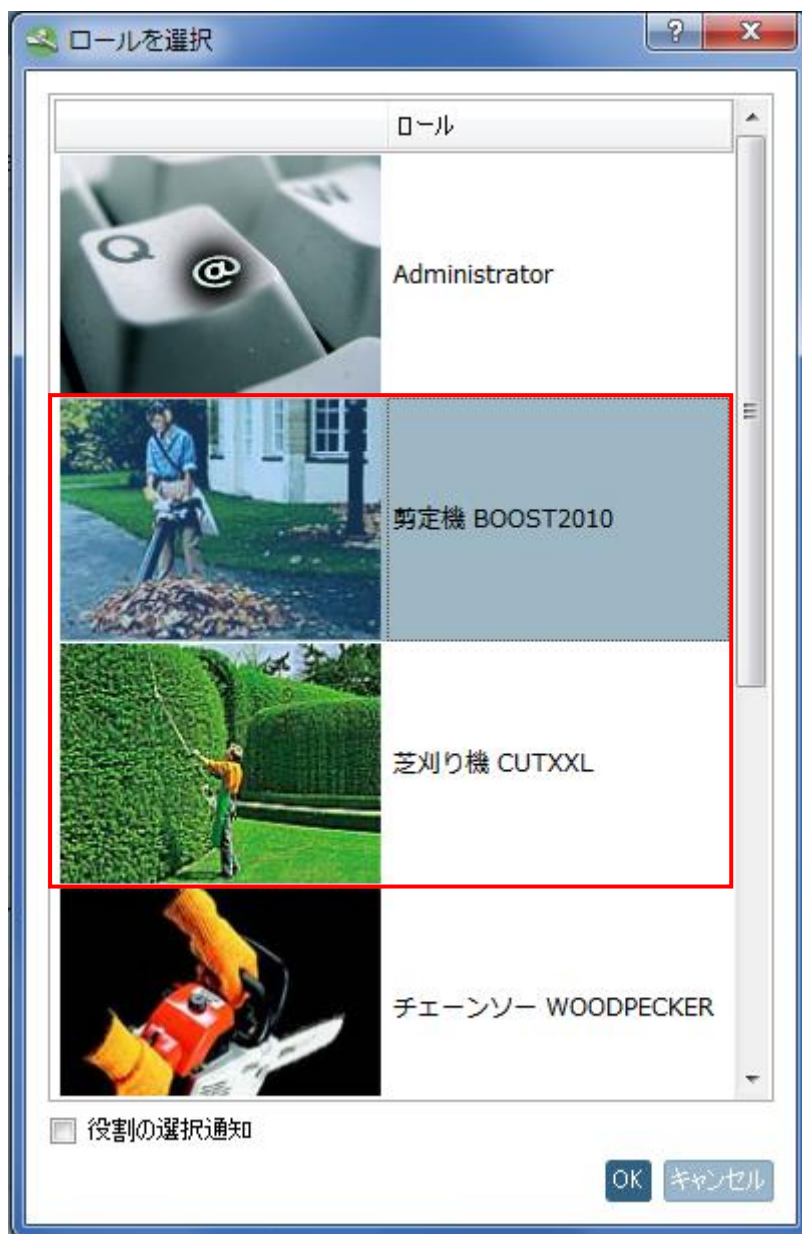 ロールを選択
ロール
Q
W
@
Administrator
剪定機 BOOST2010
芝刈り機 CUTXXL
チェーンソー WOODPECKER
役割の選択通知
OK キャンセル